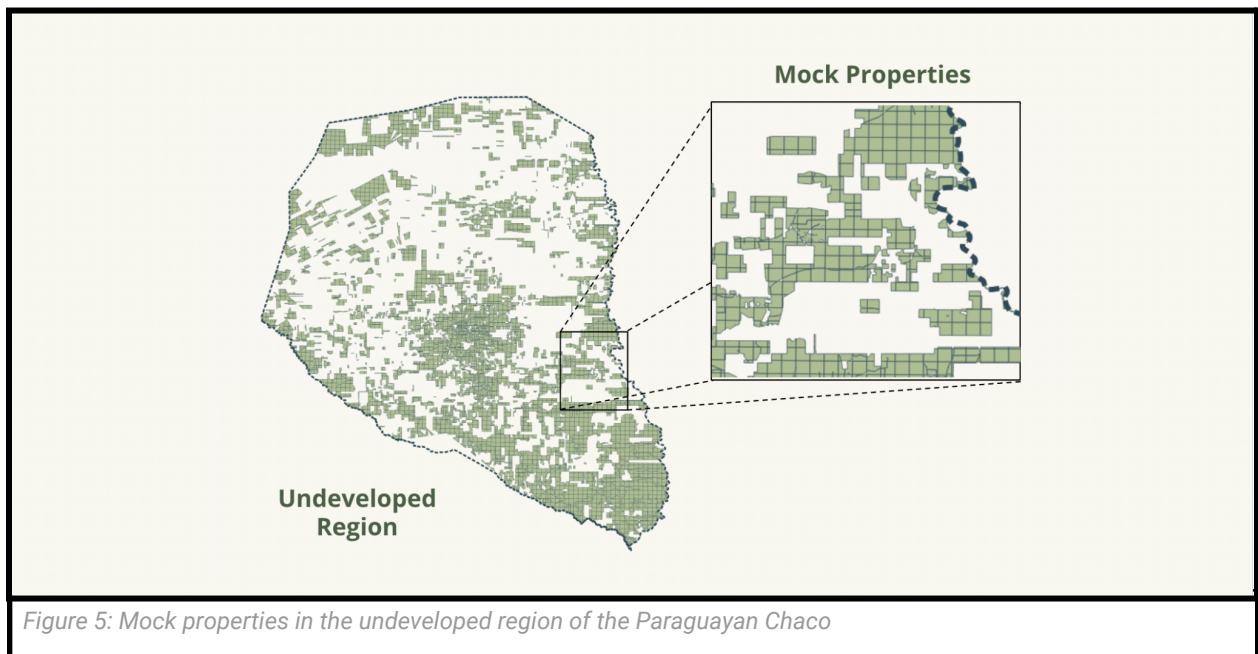 Mock Properties
Undeveloped
Region
Figure 5: Mock properties in the undeveloped region of the Paraguayan Chaco